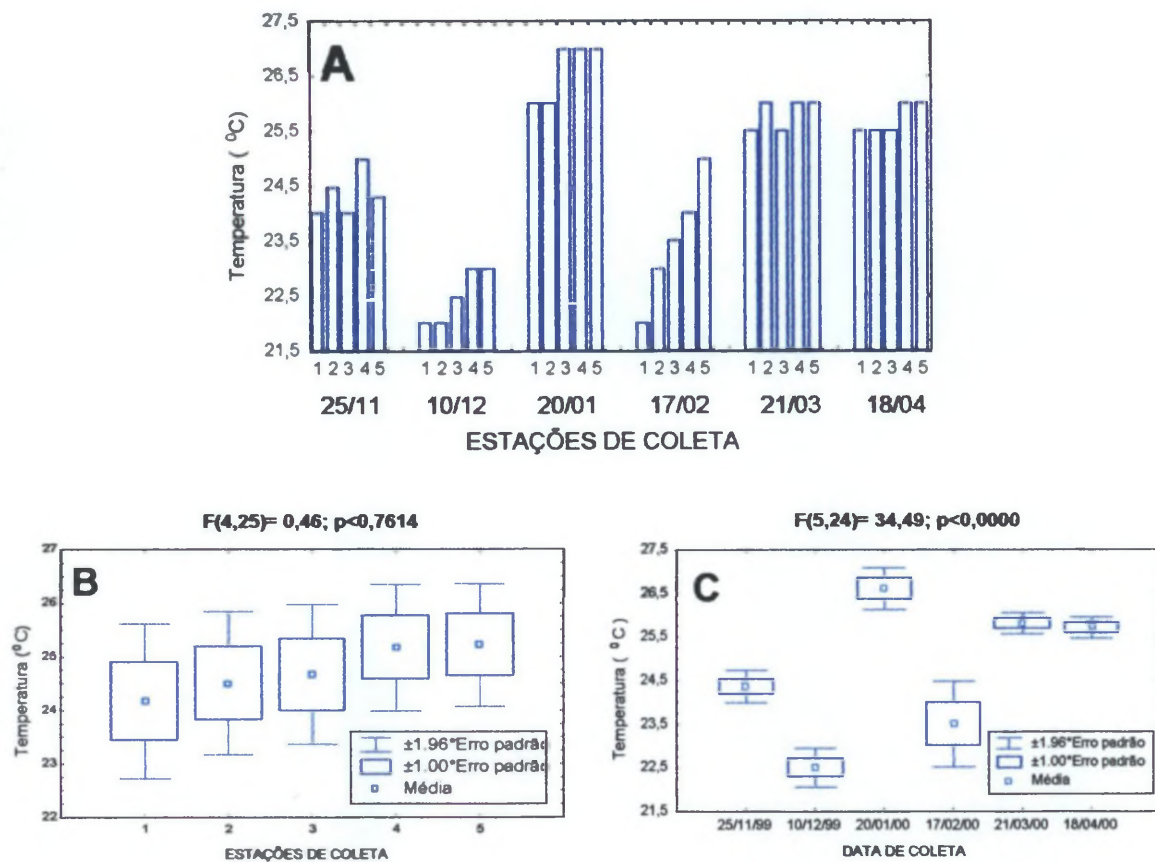 A
Temperatura ( ⁰C)
27,5
26,5
25,5
24,5
23,5
22,5
21,5
1 2 3 4 5 1 2 3 4 5 1 2 3 4 5 1 2 3 4 5 1 2 3 4 5 1 2 3 4 5
25/11 10/12 20/01 17/02 21/03 18/04
ESTAÇÕES DE COLETA
F(4,25)= 0,46; p<0,7614
B
Temperatura (⁰C)
27
26
25
24
23
22
±1.96*Erro padrão
±1.00*Erro padrão
Média
1 2 3 4 5
ESTAÇÕES DE COLETA
F(5,24)= 34,49; p<0,0000
C
Temperatura ( ⁰C)
27,5
26,5
25,5
24,5
23,5
22,5
21,5
±1.96*Erro padrão
±1.00*Erro padrão
Média
25/11/99 10/12/99 20/01/00 17/02/00 21/03/00 18/04/00
DATA DE COLETA